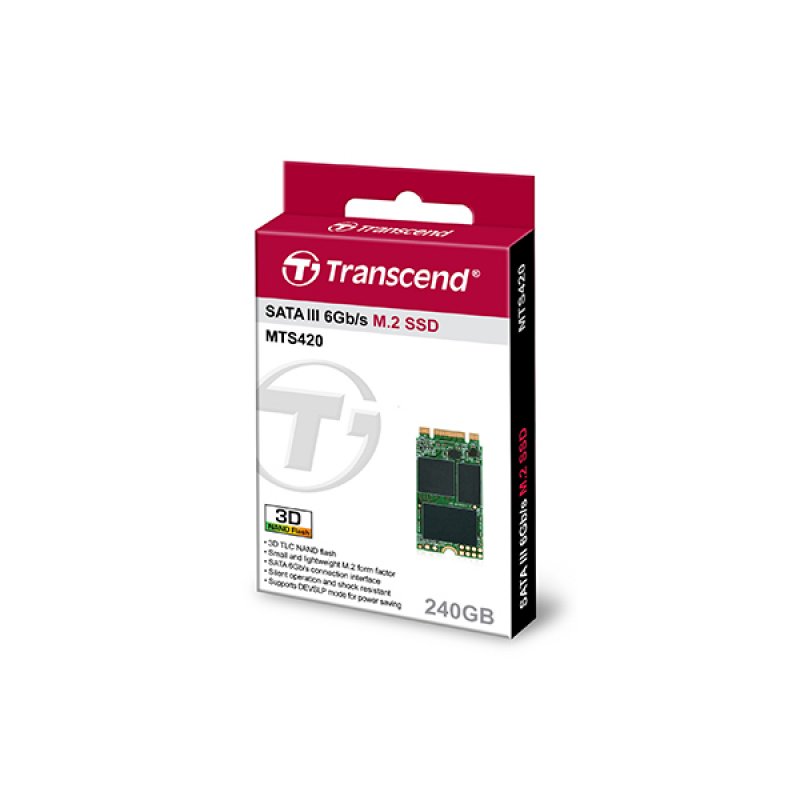 Transcend
Transcend®
SATA III 6Gb/s M.2 SSD
MTS420
3D
NAND Flash
• 3D TLC NAND flash
• Small and lightweight M.2 form factor
• SATA 6Gb/s connection interface
• Silent operation and shock resistant
• Supports DEVSLP mode for power saving
240GB
MTS420
SATA III 6Gb/s M.2 SSD